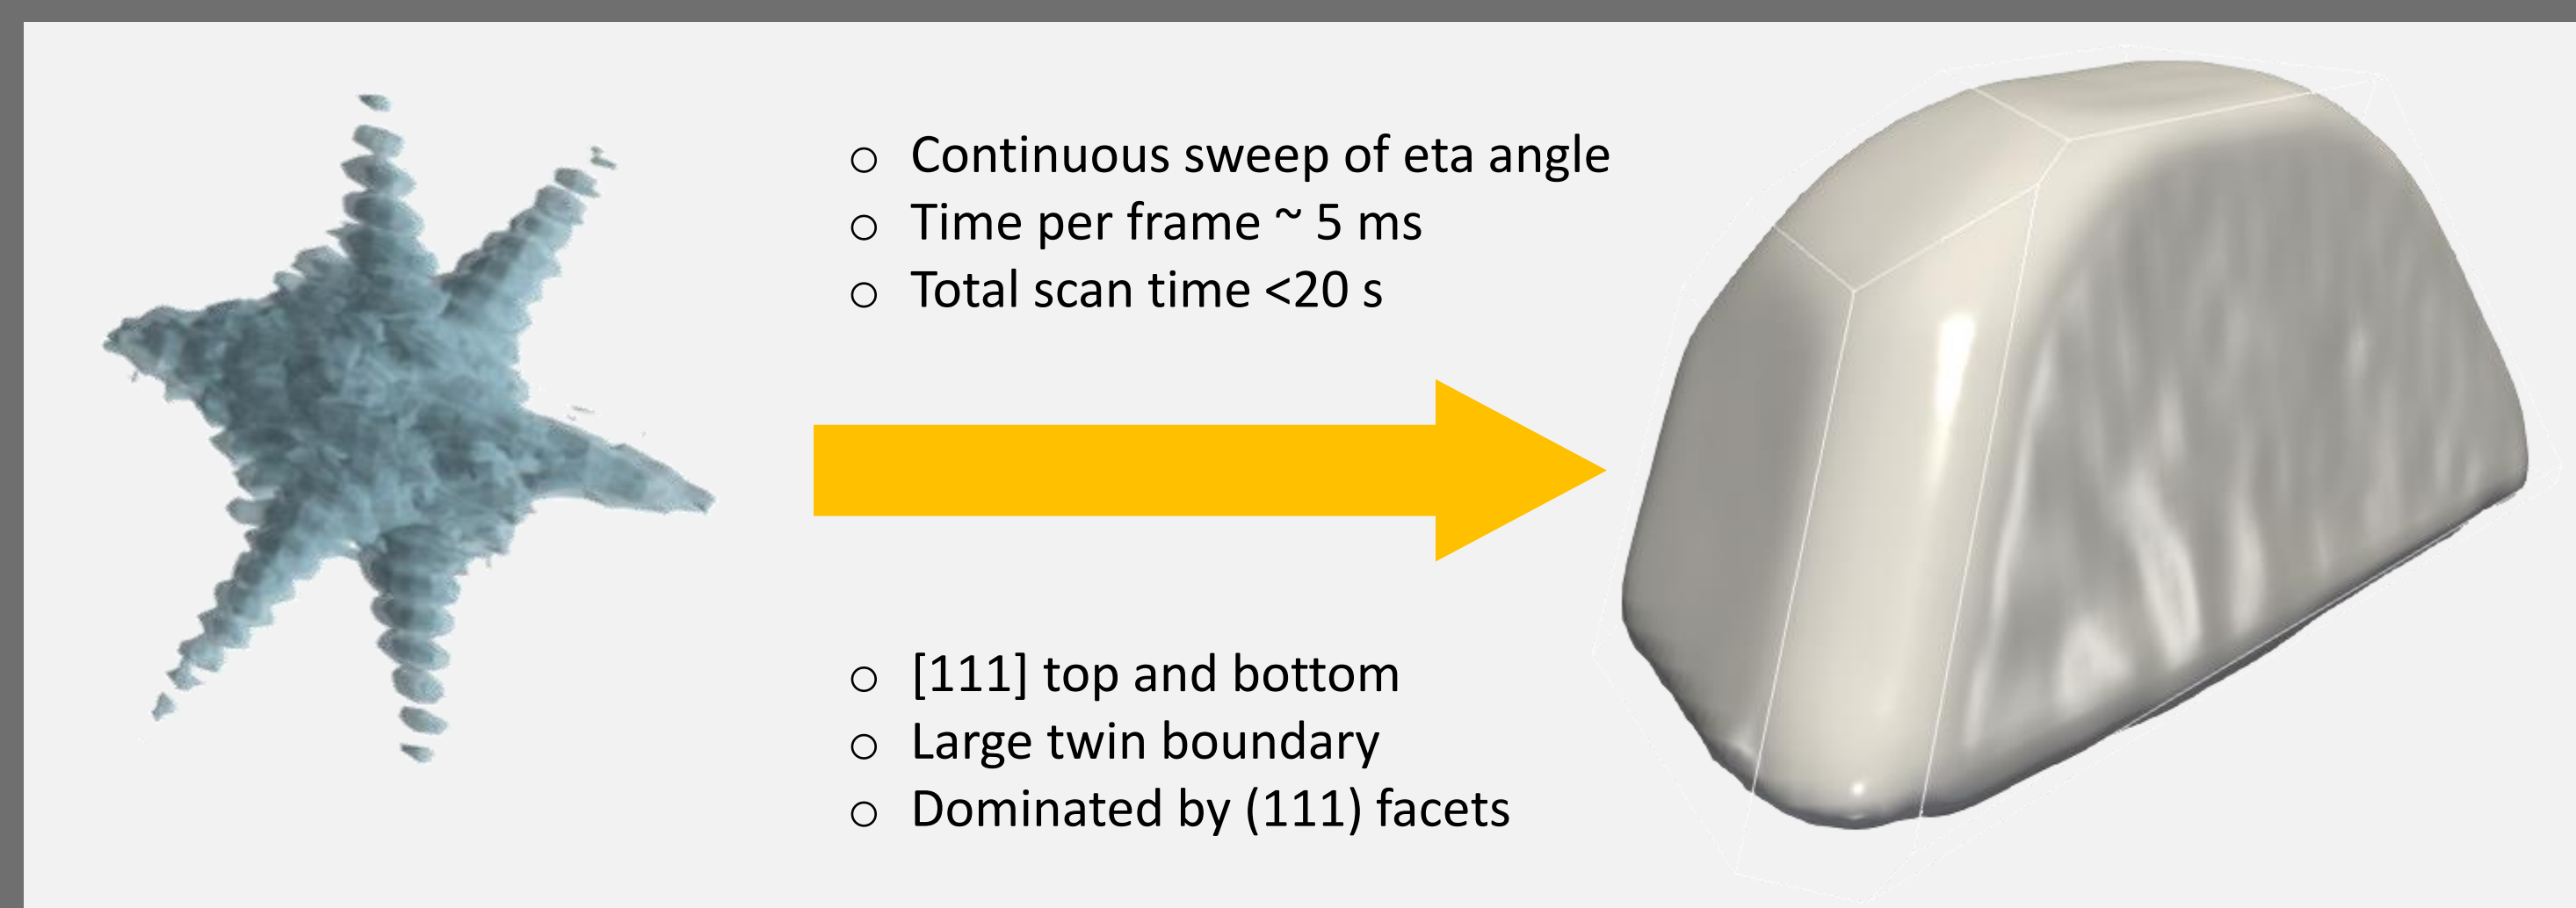 Continuous sweep of eta angle
Time per frame ~ 5 ms
Total scan time <20 s
[111] top and bottom
Large twin boundary
Dominated by (111) facets